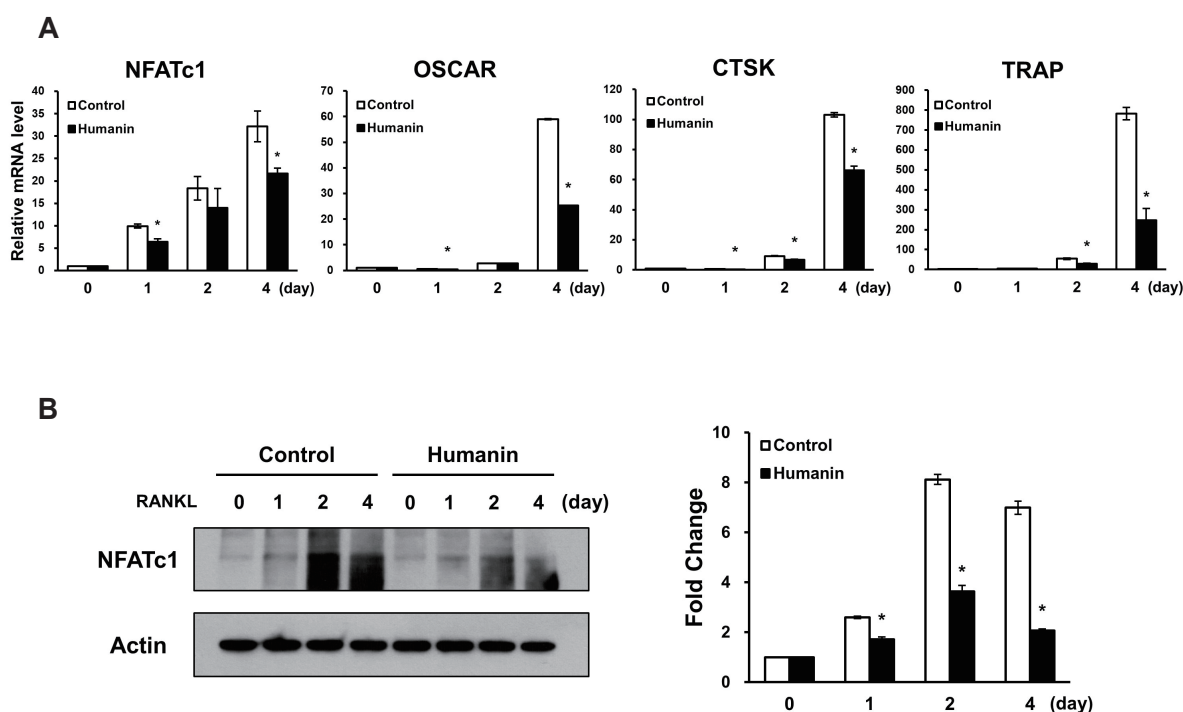 A
NFATc1 OSCAR CTSK TRAP
Relative mRNA level
40
35
30
25
20
15
10
5
0
Control
Humanin
*
*
0 1 2 4 (day)
70
60
50
40
30
20
10
0
Control
Humanin
*
*
0 1 2 4 (day)
120
100
80
60
40
20
0
Control
Humanin
*
*
*
0 1 2 4 (day)
900
800
700
600
500
400
300
200
100
0
Control
Humanin
*
*
0 1 2 4 (day)
B
Control Humanin
RANKL 0 1 2 4 0 1 2 4 (day)
NFATc1
Actin
Fold Change
10
8
6
4
2
0
Control
Humanin
*
*
*
0 1 2 4 (day)